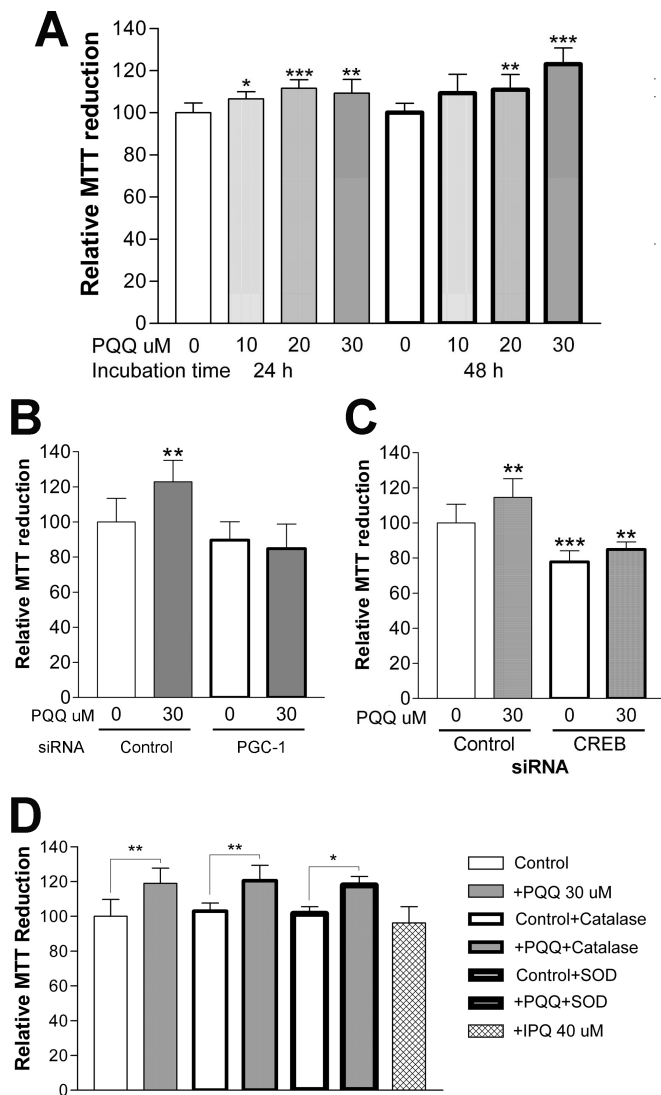 A
Relative MTT reduction
140
120
100
80
60
40
20
0
* *** ** ** ***
PQQ uM 0 10 20 30 0 10 20 30
Incubation time 24 h 48 h
B
Relative MTT reduction
140
120
100
80
60
40
20
0
**
PQQ uM 0 30 0 30
siRNA Control PGC-1
C
Relative MTT reduction
140
120
100
80
60
40
20
0
** *** **
PQQ uM 0 30 0 30
Control CREB
siRNA
D
Relative MTT Reduction
140
120
100
80
60
40
20
0
** ** *
Control
+PQQ 30 uM
Control+Catalase
+PQQ+Catalase
Control+SOD
+PQQ+SOD
+IPQ 40 uM